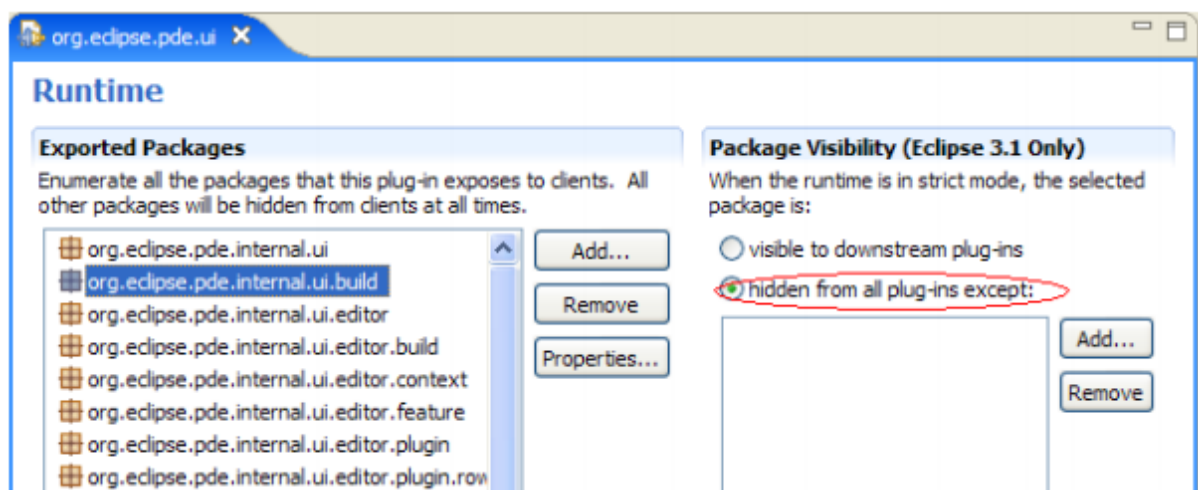 org.eclipse.pde.ui
Runtime
Exported Packages
Enumerate all the packages that this plug-in exposes to clients. All
other packages will be hidden from clients at all times.
org.eclipse.pde.internal.ui
org.eclipse.pde.internal.ui.build
org.eclipse.pde.internal.ui.editor
org.eclipse.pde.internal.ui.editor.build
org.eclipse.pde.internal.ui.editor.context
org.eclipse.pde.internal.ui.editor.feature
org.eclipse.pde.internal.ui.editor.plugin
org.eclipse.pde.internal.ui.editor.plugin.row
Add...
Remove
Properties...
Package Visibility (Eclipse 3.1 Only)
When the runtime is in strict mode, the selected
package is:
visible to downstream plug-ins
hidden from all plug-ins except:
Add...
Remove